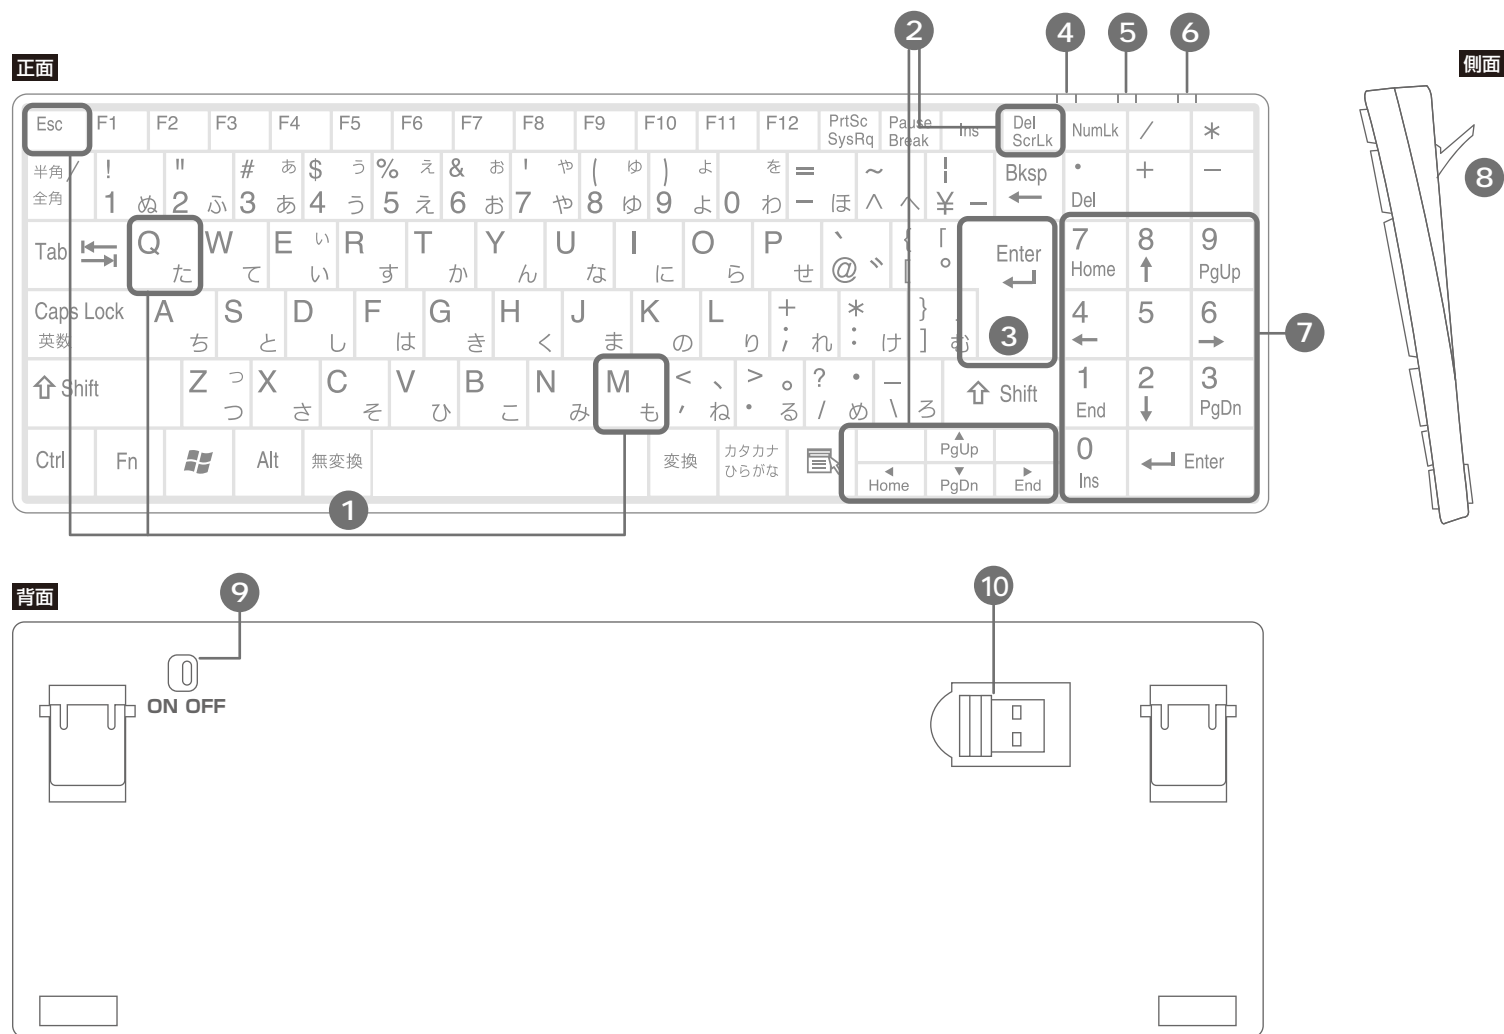 2 4 5 6
正面 側面
Esc F1 F2 F3 F4 F5 F6 F7 F8 F9 F10 F11 F12 PrtSc SysRq Pause Break Ins Del ScrLk NumLk / *
半角/全角 ! 1 ぬ " 2 ふ # あ 3 あ $ う 4 う % え 5 え & お 6 お ' や 7 や ( ゆ 8 ゆ ) よ 9 よ を 0 わ = - ほ ~ ^ へ ¦ ¥ ー Bksp ← ・ Del + −
8
Tab Q た W て E い い R す T か Y ん U な I に O ら P せ ` @ ゛ { [ 「 ° Enter 7 Home 8 ↑ 9 PgUp
Caps Lock 英数 A ち S と D し F は G き H く J ま K の L り + ; れ * : け } ] む 3 4 ← 5 6 → 7
⇧ Shift Z っ つ X さ C そ V ひ B こ N み M も < 、 , ね > 。 . る ? ・ / め _ \ ろ ⇧ Shift 1 End 2 ↓ 3 PgDn
Ctrl Fn Alt 無変換 変換 カタカナ ひらがな ▲ PgUp ◄ Home ▼ PgDn ► End 0 Ins Enter
1
9 10
背面
ON OFF